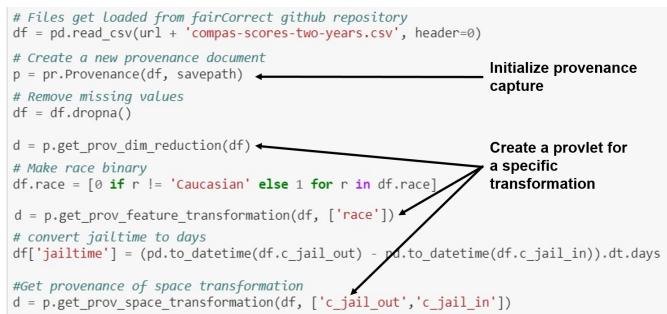 # Files get loaded from fairCorrect github repository
df = pd.read_csv(url + 'compas-scores-two-years.csv', header=0)
# Create a new provenance document
p = pr.Provenance(df, savepath)
Initialize provenance
capture
# Remove missing values
df = df.dropna()
d = p.get_prov_dim_reduction(df)
Create a provlet for
a specific
transformation
# Make race binary
df.race = [0 if r != 'Caucasian' else 1 for r in df.race]
d = p.get_prov_feature_transformation(df, ['race'])
# convert jailtime to days
df['jailtime'] = (pd.to_datetime(df.c_jail_out) - pd.to_datetime(df.c_jail_in)).dt.days
#Get provenance of space transformation
d = p.get_prov_space_transformation(df, ['c_jail_out','c_jail_in'])